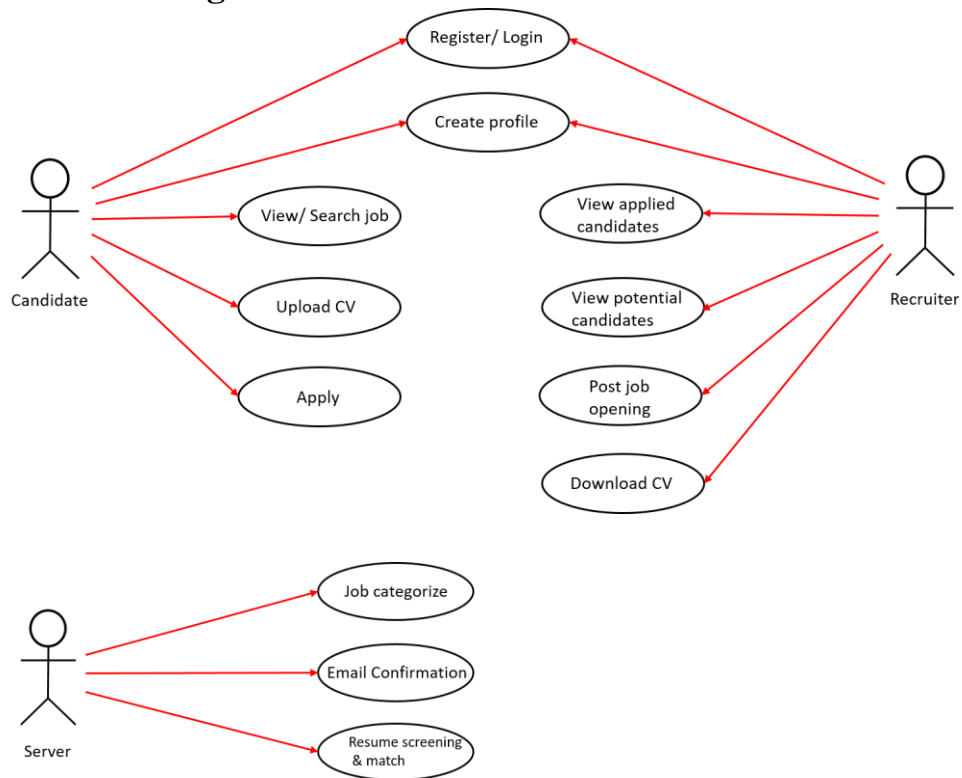 Register/ Login
Create profile
View/ Search job
View applied
candidates
Candidate
Recruiter
Upload CV
View potential
candidates
Apply
Post job
opening
Download CV
Job categorize
Email Confirmation
Server
Resume screening
& match